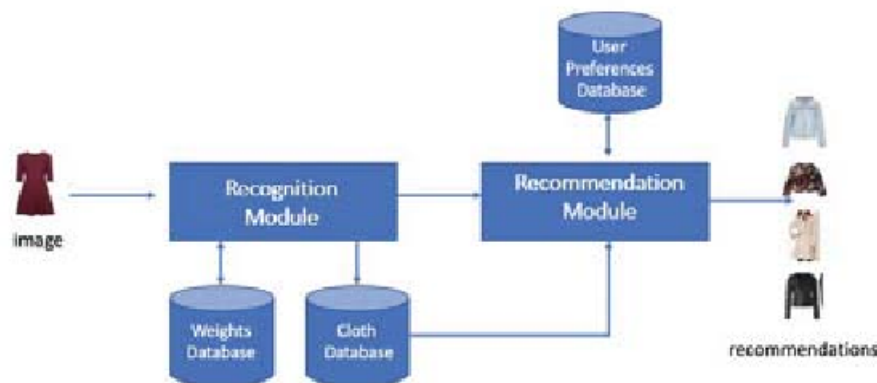 User
Preferences
Database
image
Recognition
Module
Recommendation
Module
Weights
Database
Cloth
Database
recommendations